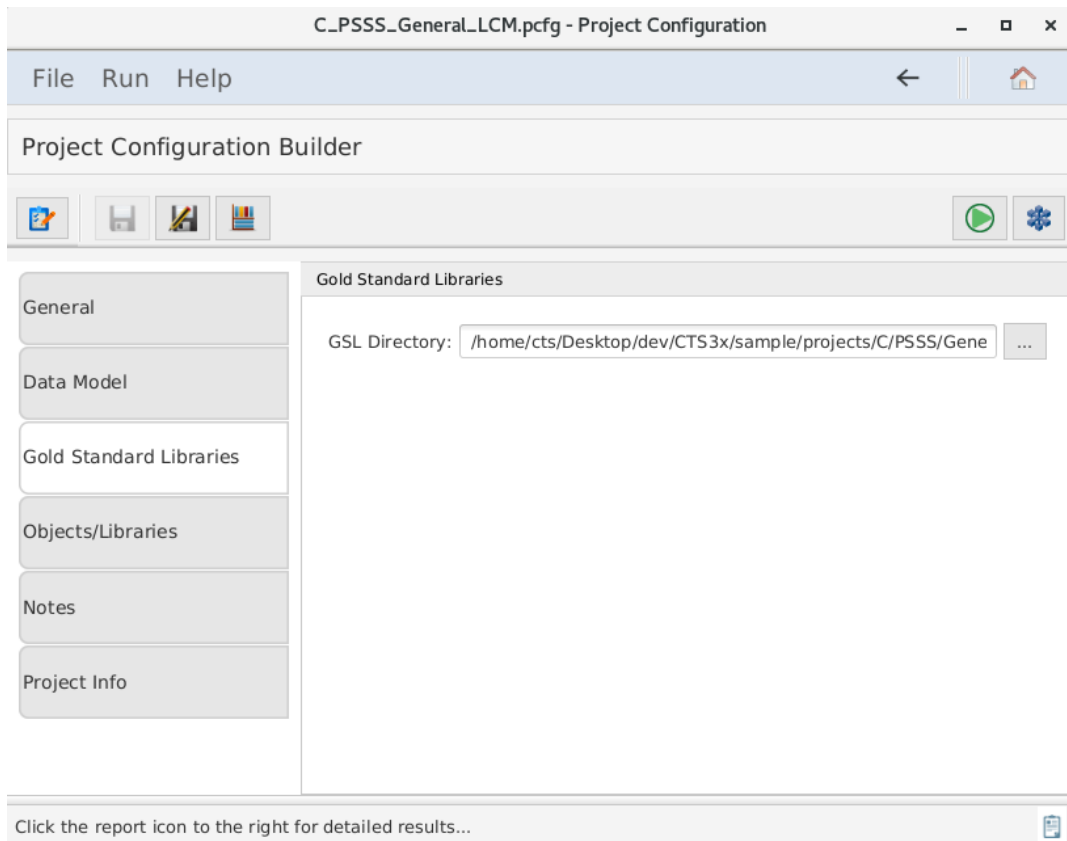 C_PSSS_General_LCM.pcfg - Project Configuration
File Run Help
Project Configuration Builder
General
Data Model
Gold Standard Libraries
Objects/Libraries
Notes
Project Info
Gold Standard Libraries
GSL Directory: /home/cts/Desktop/dev/CTS3x/sample/projects/C/PSSS/Gene ...
Click the report icon to the right for detailed results...